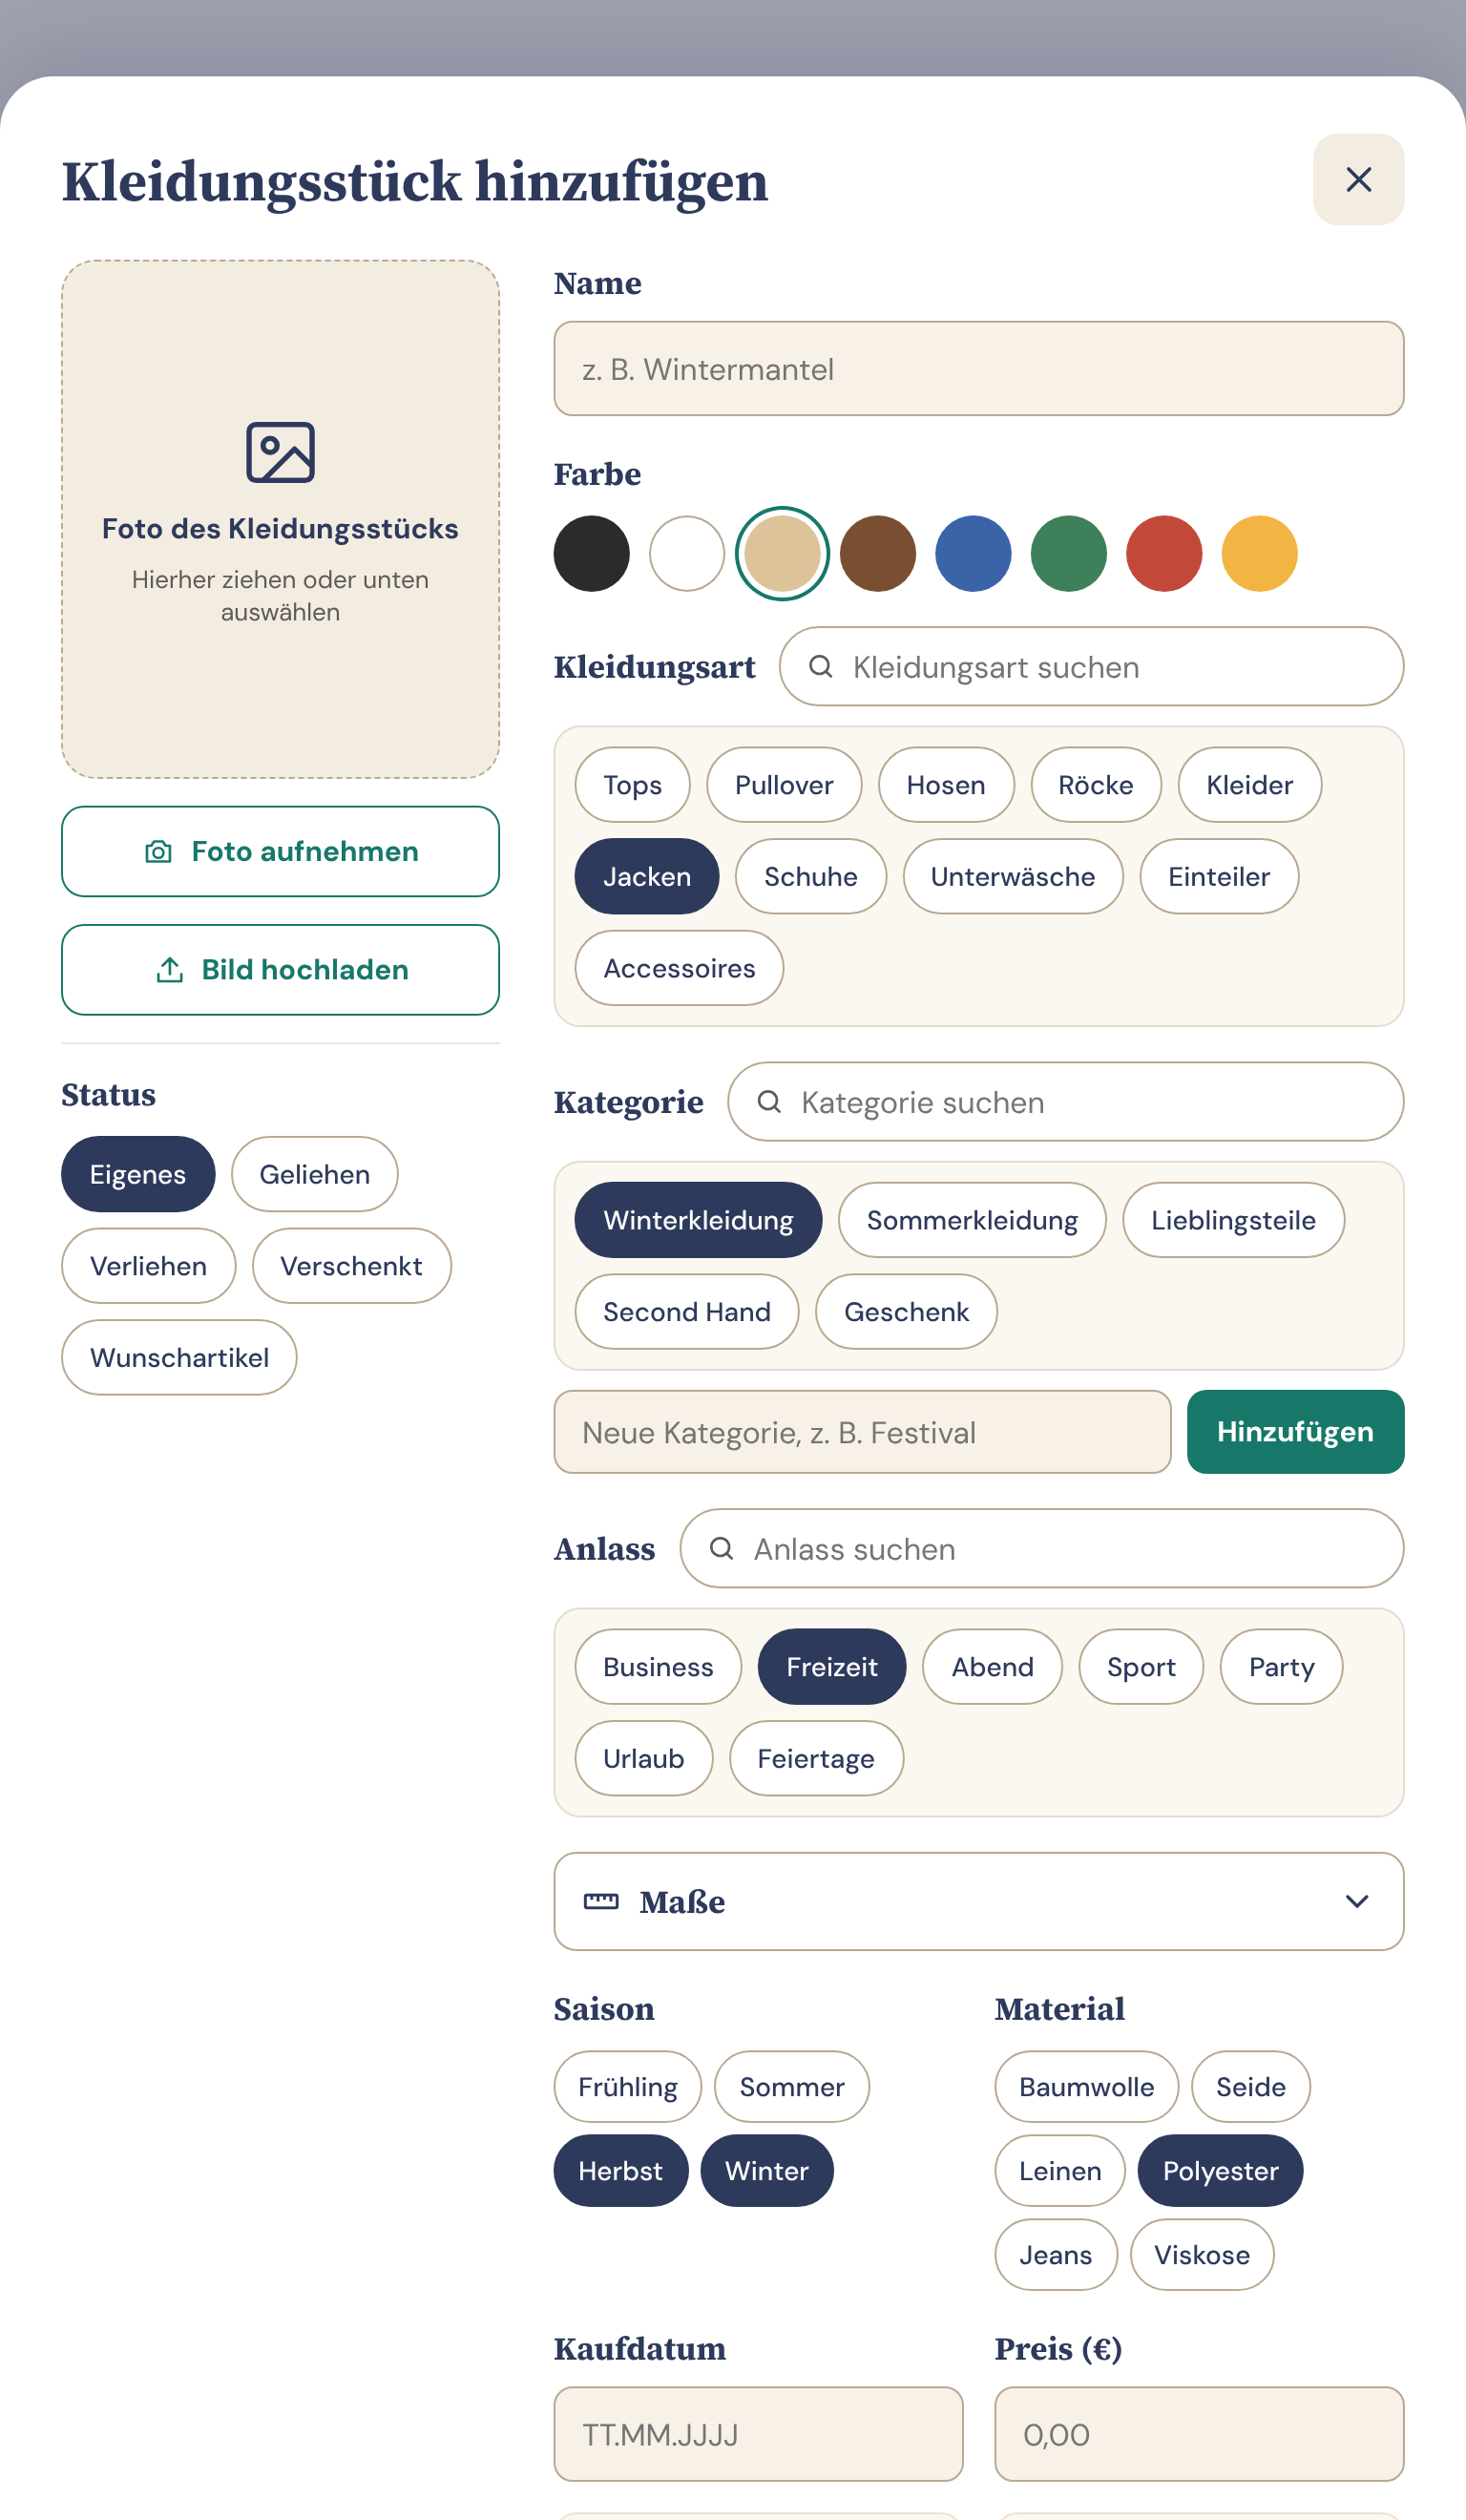 Kleidungsstück hinzufügen
Foto des Kleidungsstücks
Hierher ziehen oder unten
auswählen
Foto aufnehmen
Bild hochladen
Status
Eigenes Geliehen
Verliehen Verschenkt
Wunschartikel
Name
z. B. Wintermantel
Farbe
Kleidungsart Kleidungsart suchen
Tops Pullover Hosen Röcke Kleider
Jacken Schuhe Unterwäsche Einteiler
Accessoires
Kategorie Kategorie suchen
Winterkleidung Sommerkleidung Lieblingsteile
Second Hand Geschenk
Neue Kategorie, z. B. Festival Hinzufügen
Anlass Anlass suchen
Business Freizeit Abend Sport Party
Urlaub Feiertage
Maße
Saison
Frühling Sommer
Herbst Winter
Material
Baumwolle Seide
Leinen Polyester
Jeans Viskose
Kaufdatum
TT.MM.JJJJ
Preis (€)
0,00